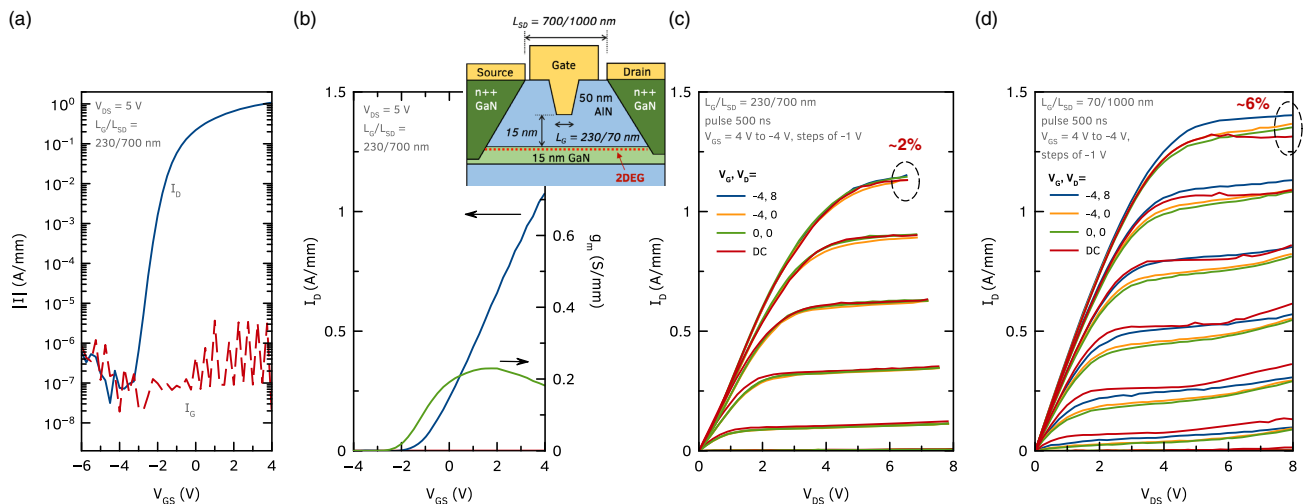 (a)
10⁰
10⁻¹
10⁻²
10⁻³
10⁻⁴
10⁻⁵
10⁻⁶
10⁻⁷
10⁻⁸
|I| (A/mm)
V_DS = 5 V
L_G/L_SD =
230/700 nm
I_D
I_G
−6
−4
−2
0
2
4
V_GS (V)
(b)
1.5
1
0.5
0
I_D (A/mm)
V_DS = 5 V
L_G/L_SD =
230/700 nm
L_SD = 700/1000 nm
Source
Gate
Drain
n++
GaN
n++
GaN
50 nm
AlN
15 nm
L_G = 230/70 nm
15 nm GaN
2DEG
0.6
0.4
0.2
0
g_m (S/mm)
−4
−2
0
2
4
V_GS (V)
(c)
1.5
1
0.5
0
I_D (A/mm)
L_G/L_SD = 230/700 nm
pulse 500 ns
V_GS = 4 V to −4 V, steps of −1 V
~2%
V_G, V_D=
−4, 8
−4, 0
0, 0
DC
0
2
4
6
8
V_DS (V)
(d)
1.5
1
0.5
0
I_D (A/mm)
L_G/L_SD = 70/1000 nm
pulse 500 ns
V_GS = 4 V to −4 V,
steps of −1 V
~6%
V_G, V_D=
−4, 8
−4, 0
0, 0
DC
0
2
4
6
8
V_DS (V)